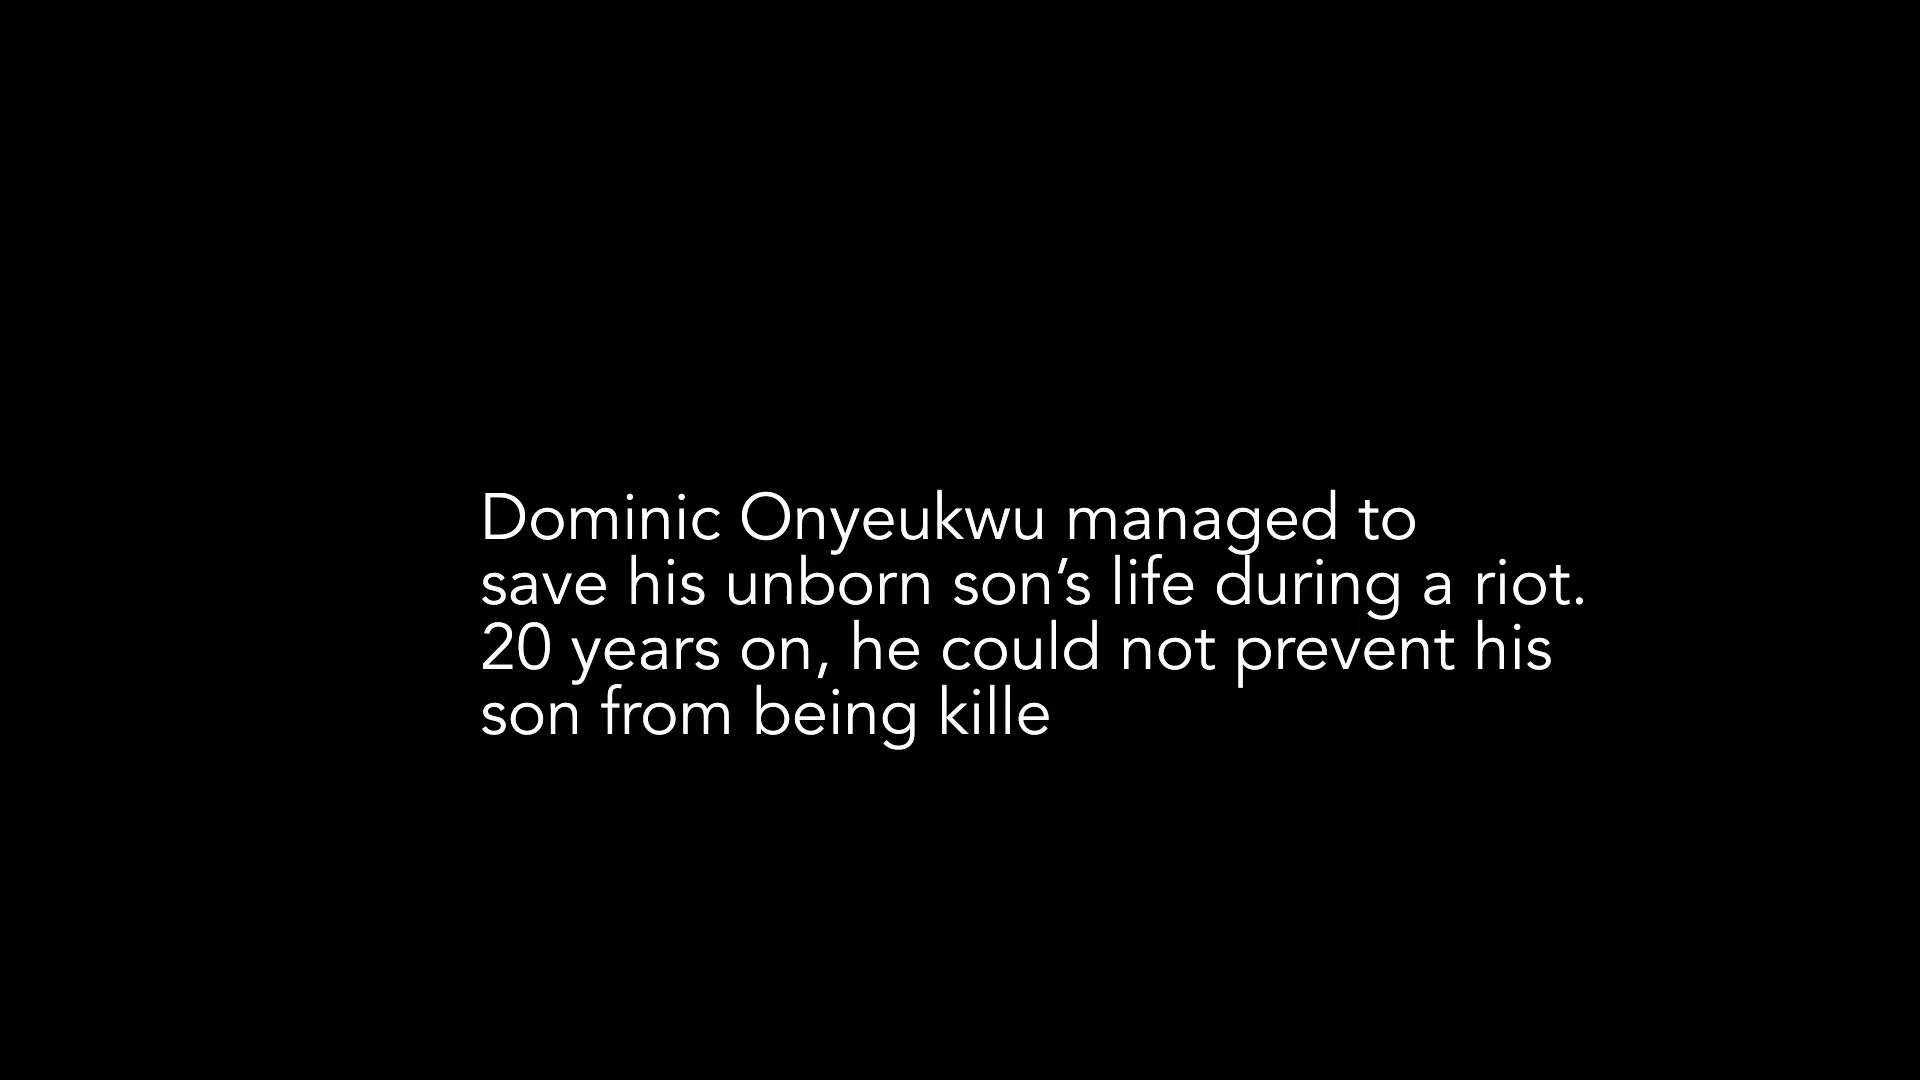 Dominic Onyeukwu managed to
save his unborn son’s life during a riot.
20 years on, he could not prevent his
son from being kille